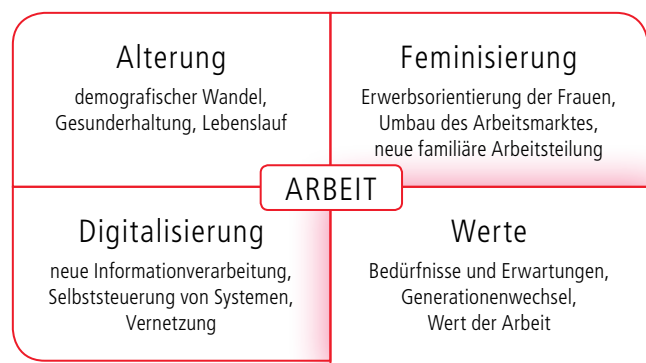 Alterung
demografischer Wandel,
Gesunderhaltung, Lebenslauf
Feminisierung
Erwerbsorientierung der Frauen,
Umbau des Arbeitsmarktes,
neue familiäre Arbeitsteilung
ARBEIT
Digitalisierung
neue Informationverarbeitung,
Selbststeuerung von Systemen,
Vernetzung
Werte
Bedürfnisse und Erwartungen,
Generationenwechsel,
Wert der Arbeit